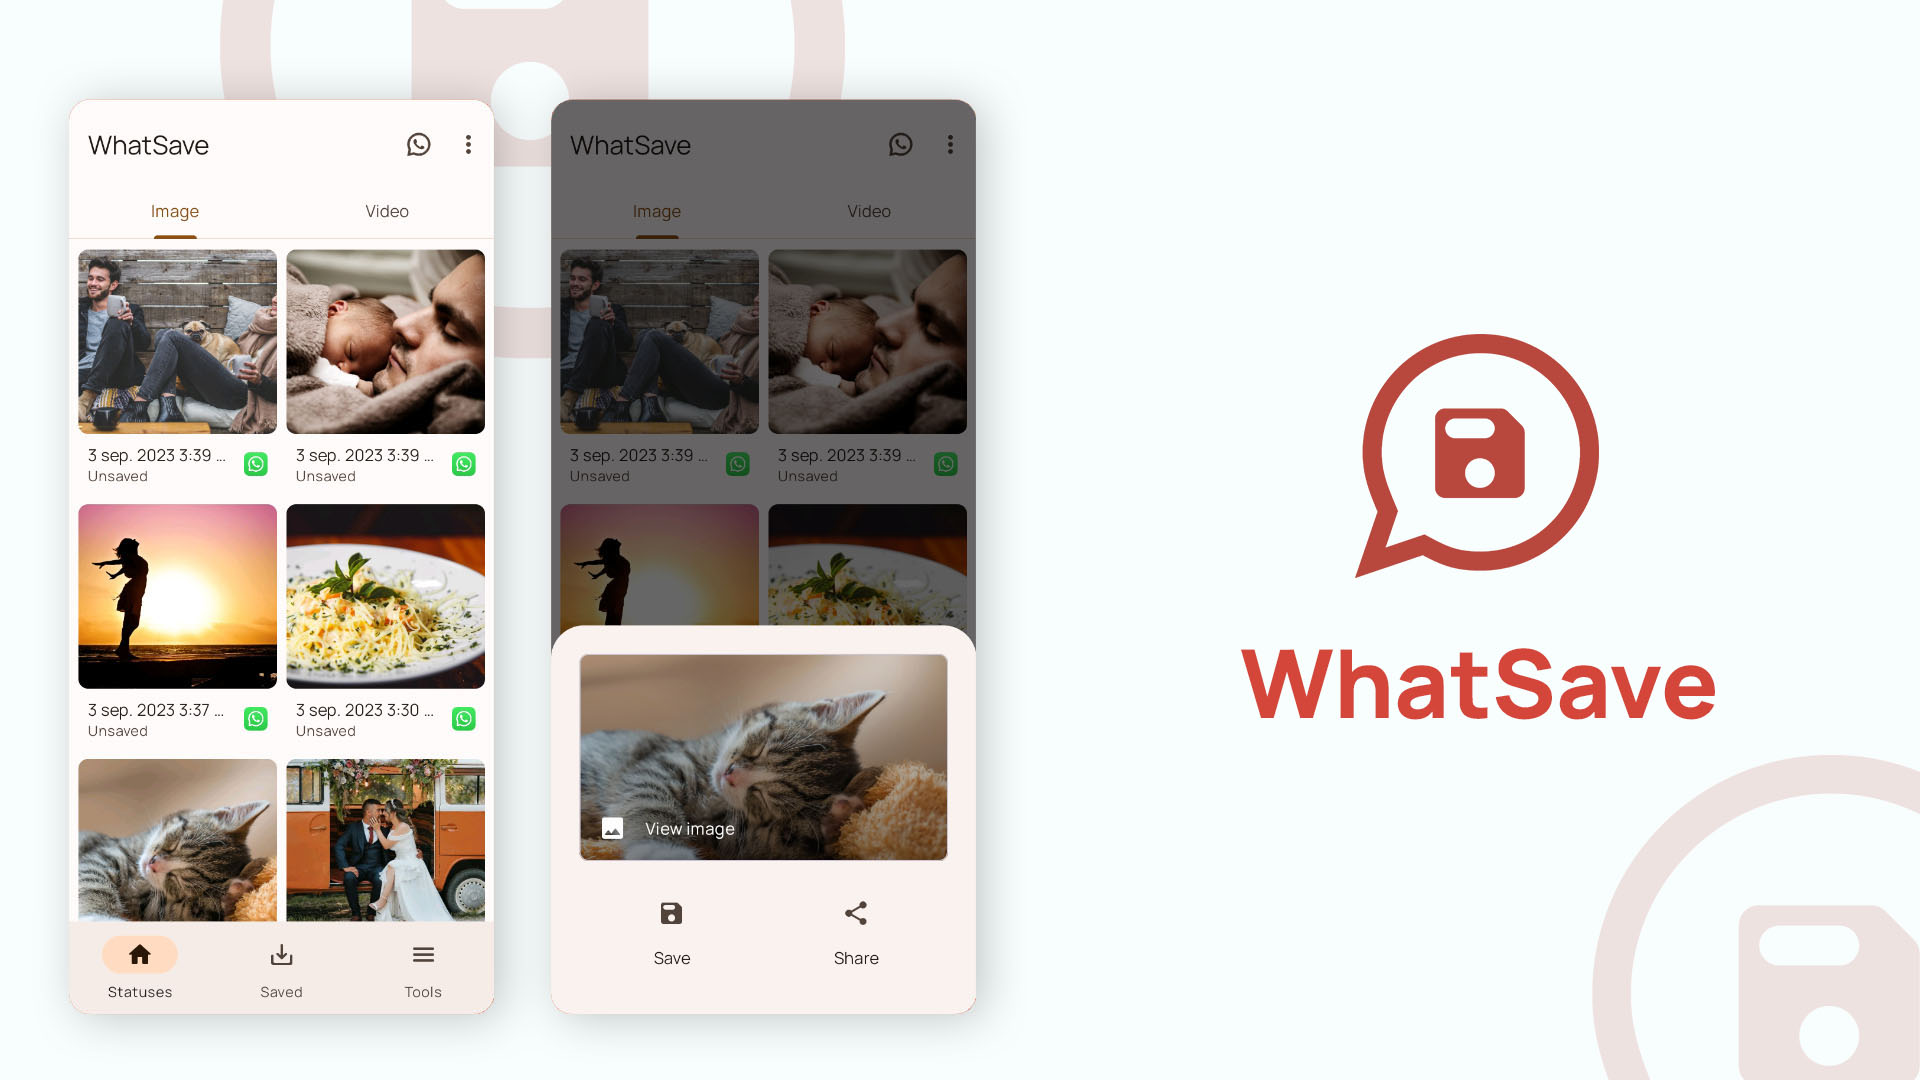 WhatSave
Image Video
3 sep. 2023 3:39 ... 3 sep. 2023 3:39 ...
Unsaved Unsaved
3 sep. 2023 3:37 ... 3 sep. 2023 3:30 ...
Unsaved Unsaved
Statuses Saved Tools
WhatSave
Image Video
3 sep. 2023 3:39 ... 3 sep. 2023 3:39 ...
Unsaved Unsaved
View image
Save Share
WhatSave